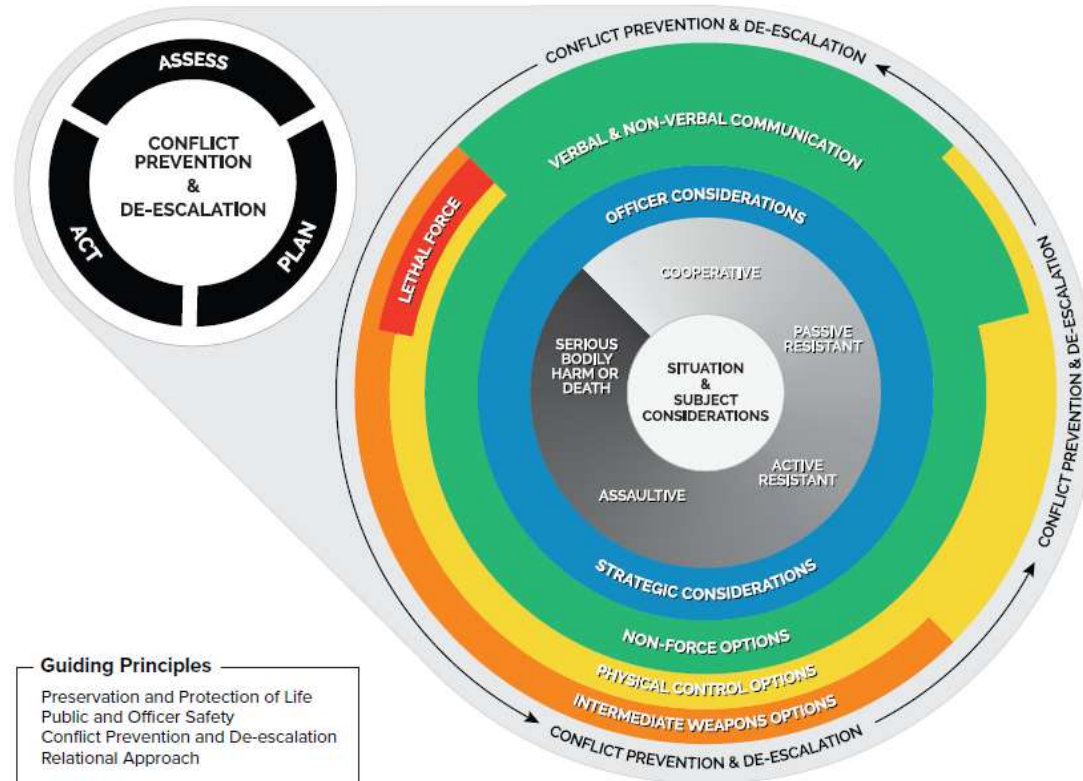 CONFLICT PREVENTION & DE-ESCALATION
ASSESS
CONFLICT
PREVENTION
&
DE-ESCALATION
ACT
PLAN
VERBAL & NON-VERBAL COMMUNICATION
OFFICER CONSIDERATIONS
LETHAL FORCE
COOPERATIVE
PASSIVE
RESISTANT
SERIOUS
BODILY
HARM OR
DEATH
SITUATION
&
SUBJECT
CONSIDERATIONS
CONFLICT PREVENTION & DE-ESCALATION
ACTIVE
RESISTANT
ASSAULTIVE
STRATEGIC CONSIDERATIONS
NON-FORCE OPTIONS
PHYSICAL CONTROL OPTIONS
INTERMEDIATE WEAPONS OPTIONS
CONFLICT PREVENTION & DE-ESCALATION
Guiding Principles
Preservation and Protection of Life
Public and Officer Safety
Conflict Prevention and De-escalation
Relational Approach